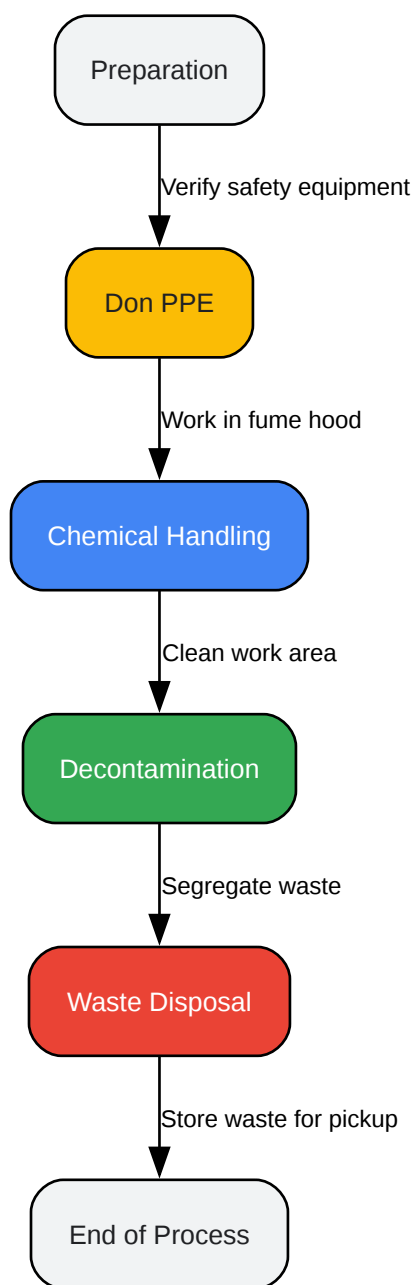 Preparation
Verify safety equipment
Don PPE
Work in fume hood
Chemical Handling
Clean work area
Decontamination
Segregate waste
Waste Disposal
Store waste for pickup
End of Process